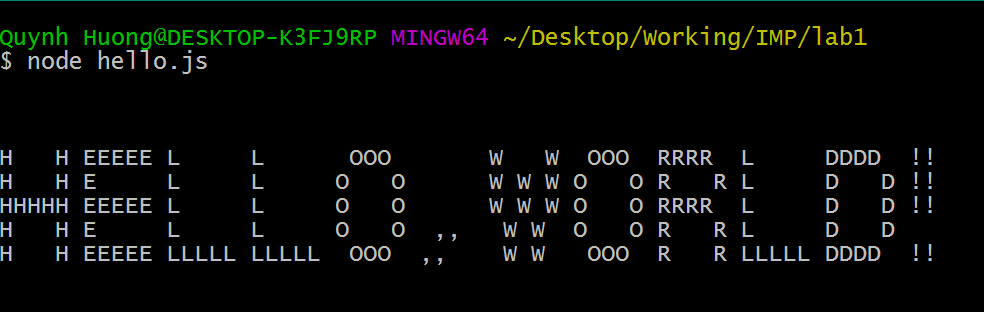 Quynh Huong@DESKTOP-K3FJ9RP MINGW64 ~/Desktop/Working/IMP/lab1
$ node hello.js
H   H EEEEE L     L      OOO       W   W  OOO  RRRR  L     DDDD  !!
H   H E     L     L     O   O      W W W O   O R   R L     D   D !!
HHHHH EEEEE L     L     O   O      W W W O   O RRRR  L     D   D !!
H   H E     L     L     O   O  ,,   W W  O   O R   R L     D   D
H   H EEEEE LLLLL LLLLL  OOO  ,,    W W   OOO  R   R LLLLL DDDD  !!